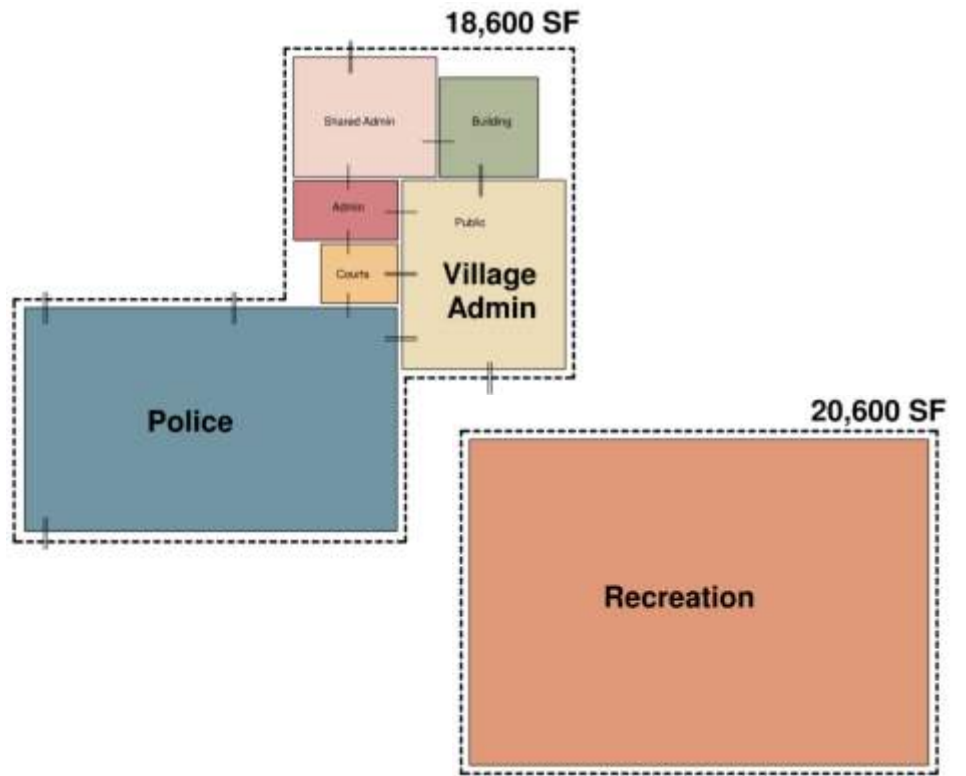 18,600 SF
Shared Admin
Building
Admin
Public
Courts
Village
Admin
Police
20,600 SF
Recreation